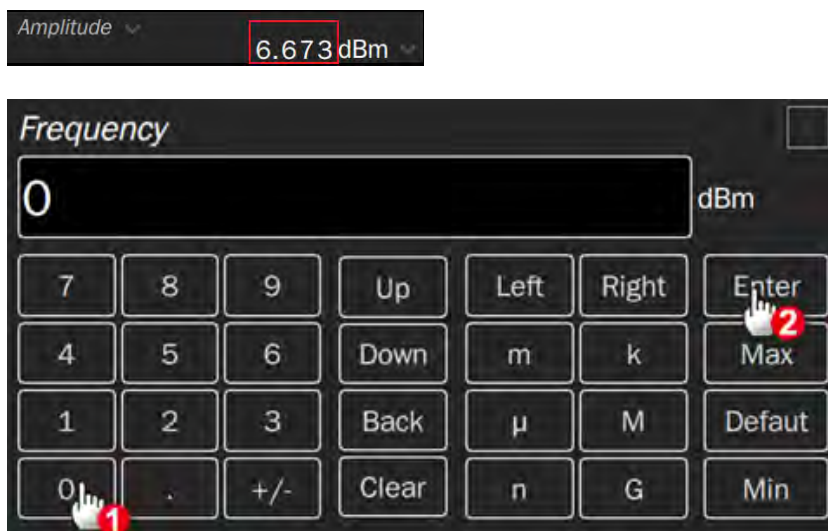 Amplitude
6.673 dBm
Frequency
0 dBm
7 8 9 Up Left Right Enter
2
4 5 6 Down m k Max
1 2 3 Back µ M Defaut
0 . +/- Clear n G Min
1